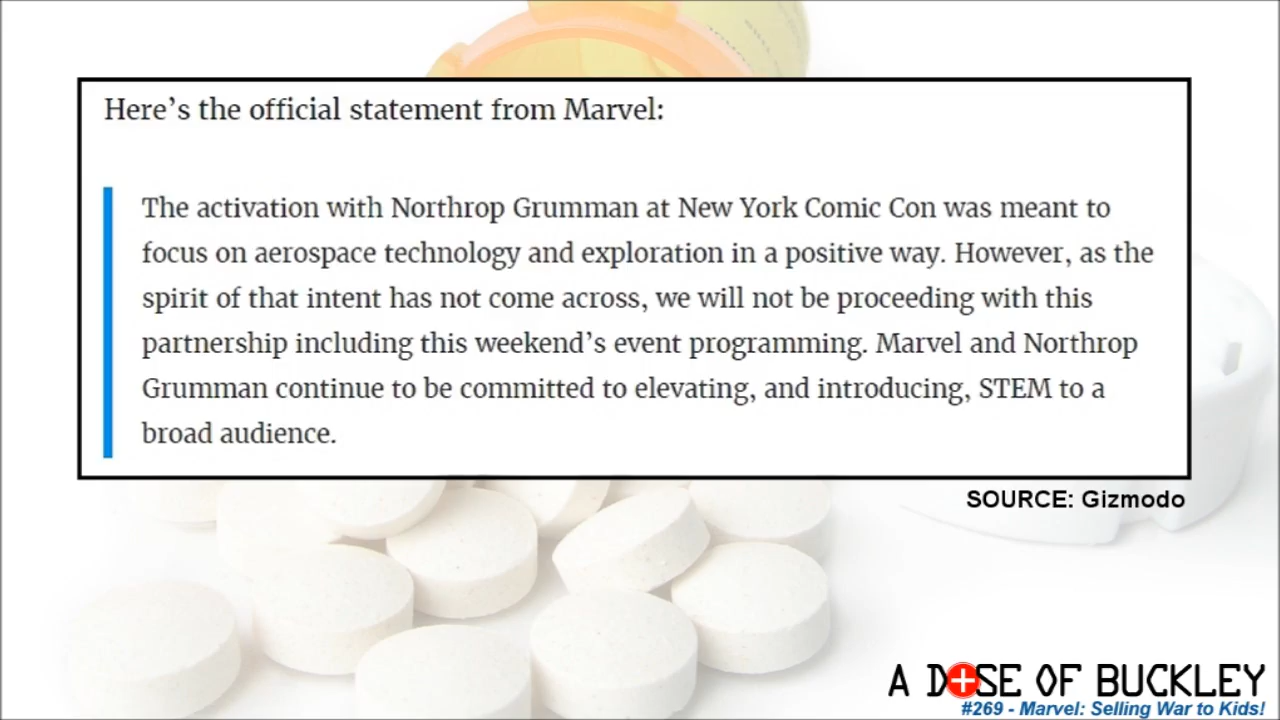 Here’s the official statement from Marvel:
The activation with Northrop Grumman at New York Comic Con was meant to
focus on aerospace technology and exploration in a positive way. However, as the
spirit of that intent has not come across, we will not be proceeding with this
partnership including this weekend’s event programming. Marvel and Northrop
Grumman continue to be committed to elevating, and introducing, STEM to a
broad audience.
SOURCE: Gizmodo
A DOSE OF BUCKLEY
#269 - Marvel: Selling War to Kids!